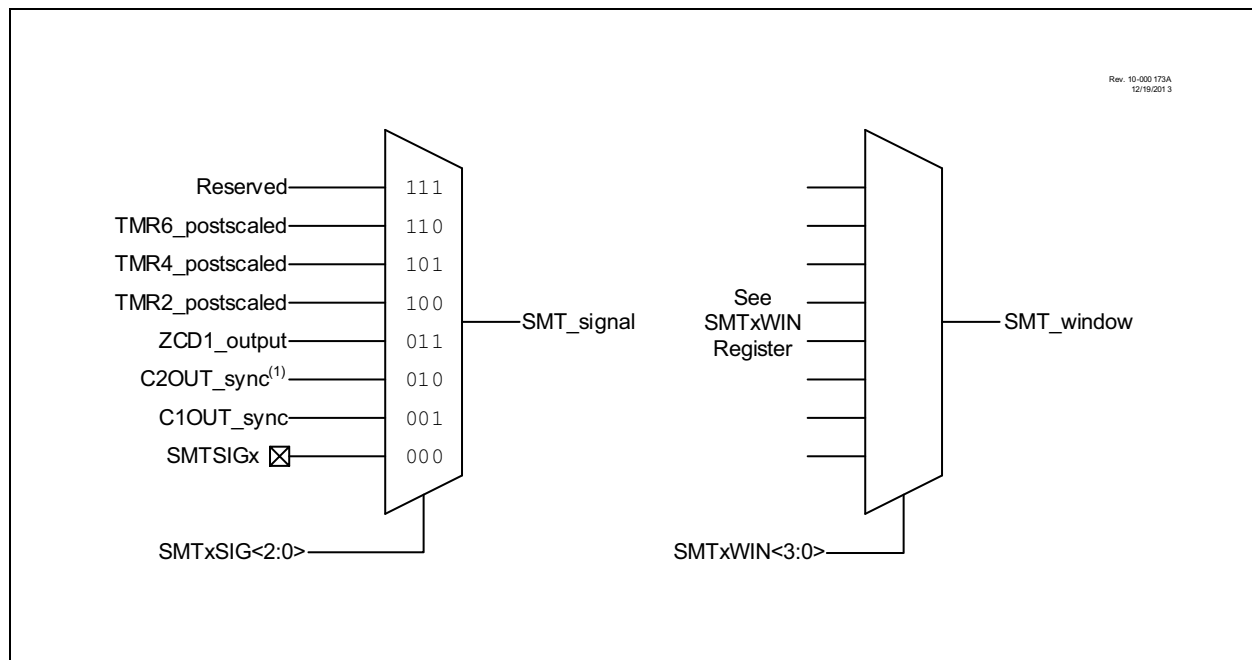 Rev. 10-000 173A
12/19/201 3
Reserved
111
TMR6_postscaled
110
TMR4_postscaled
101
TMR2_postscaled
100
ZCD1_output
011
C2OUT_sync(1)
010
C1OUT_sync
001
SMTSIGx
000
SMT_signal
SMTxSIG<2:0>
See
SMTxWIN
Register
SMT_window
SMTxWIN<3:0>